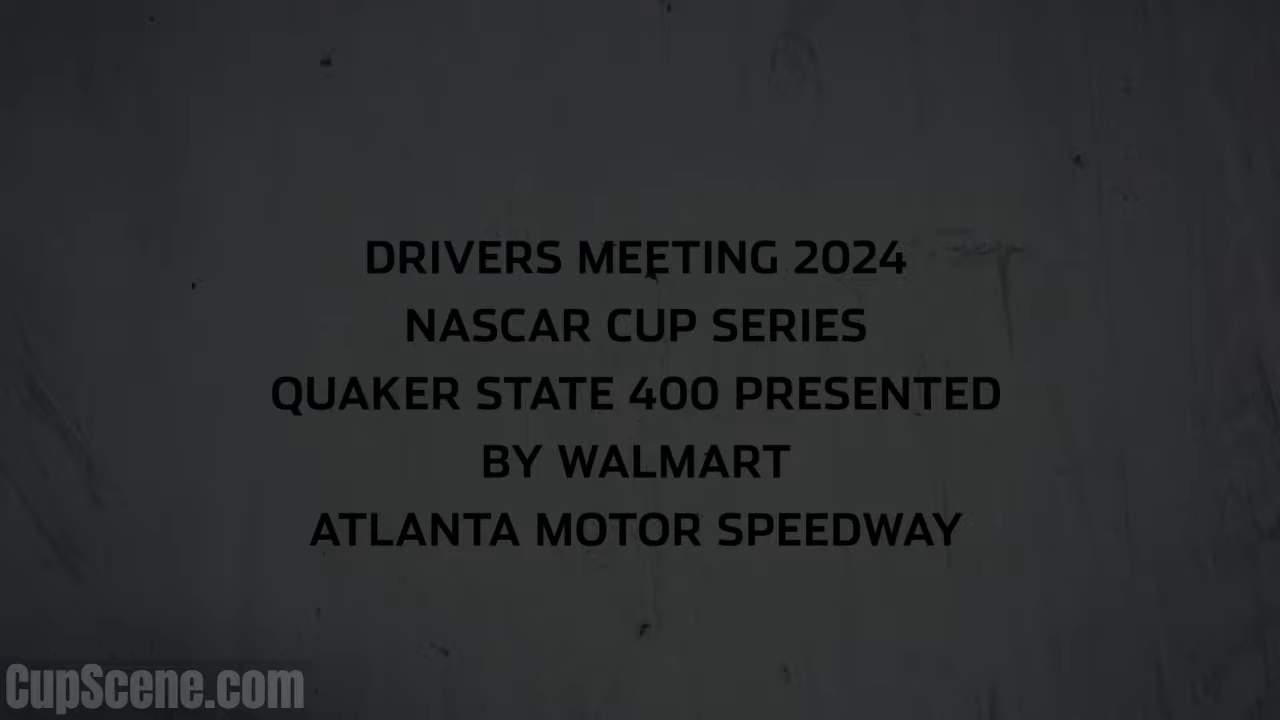 DRIVERS MEETING 2024
NASCAR CUP SERIES
QUAKER STATE 400 PRESENTED
BY WALMART
ATLANTA MOTOR SPEEDWAY
CupScene.com